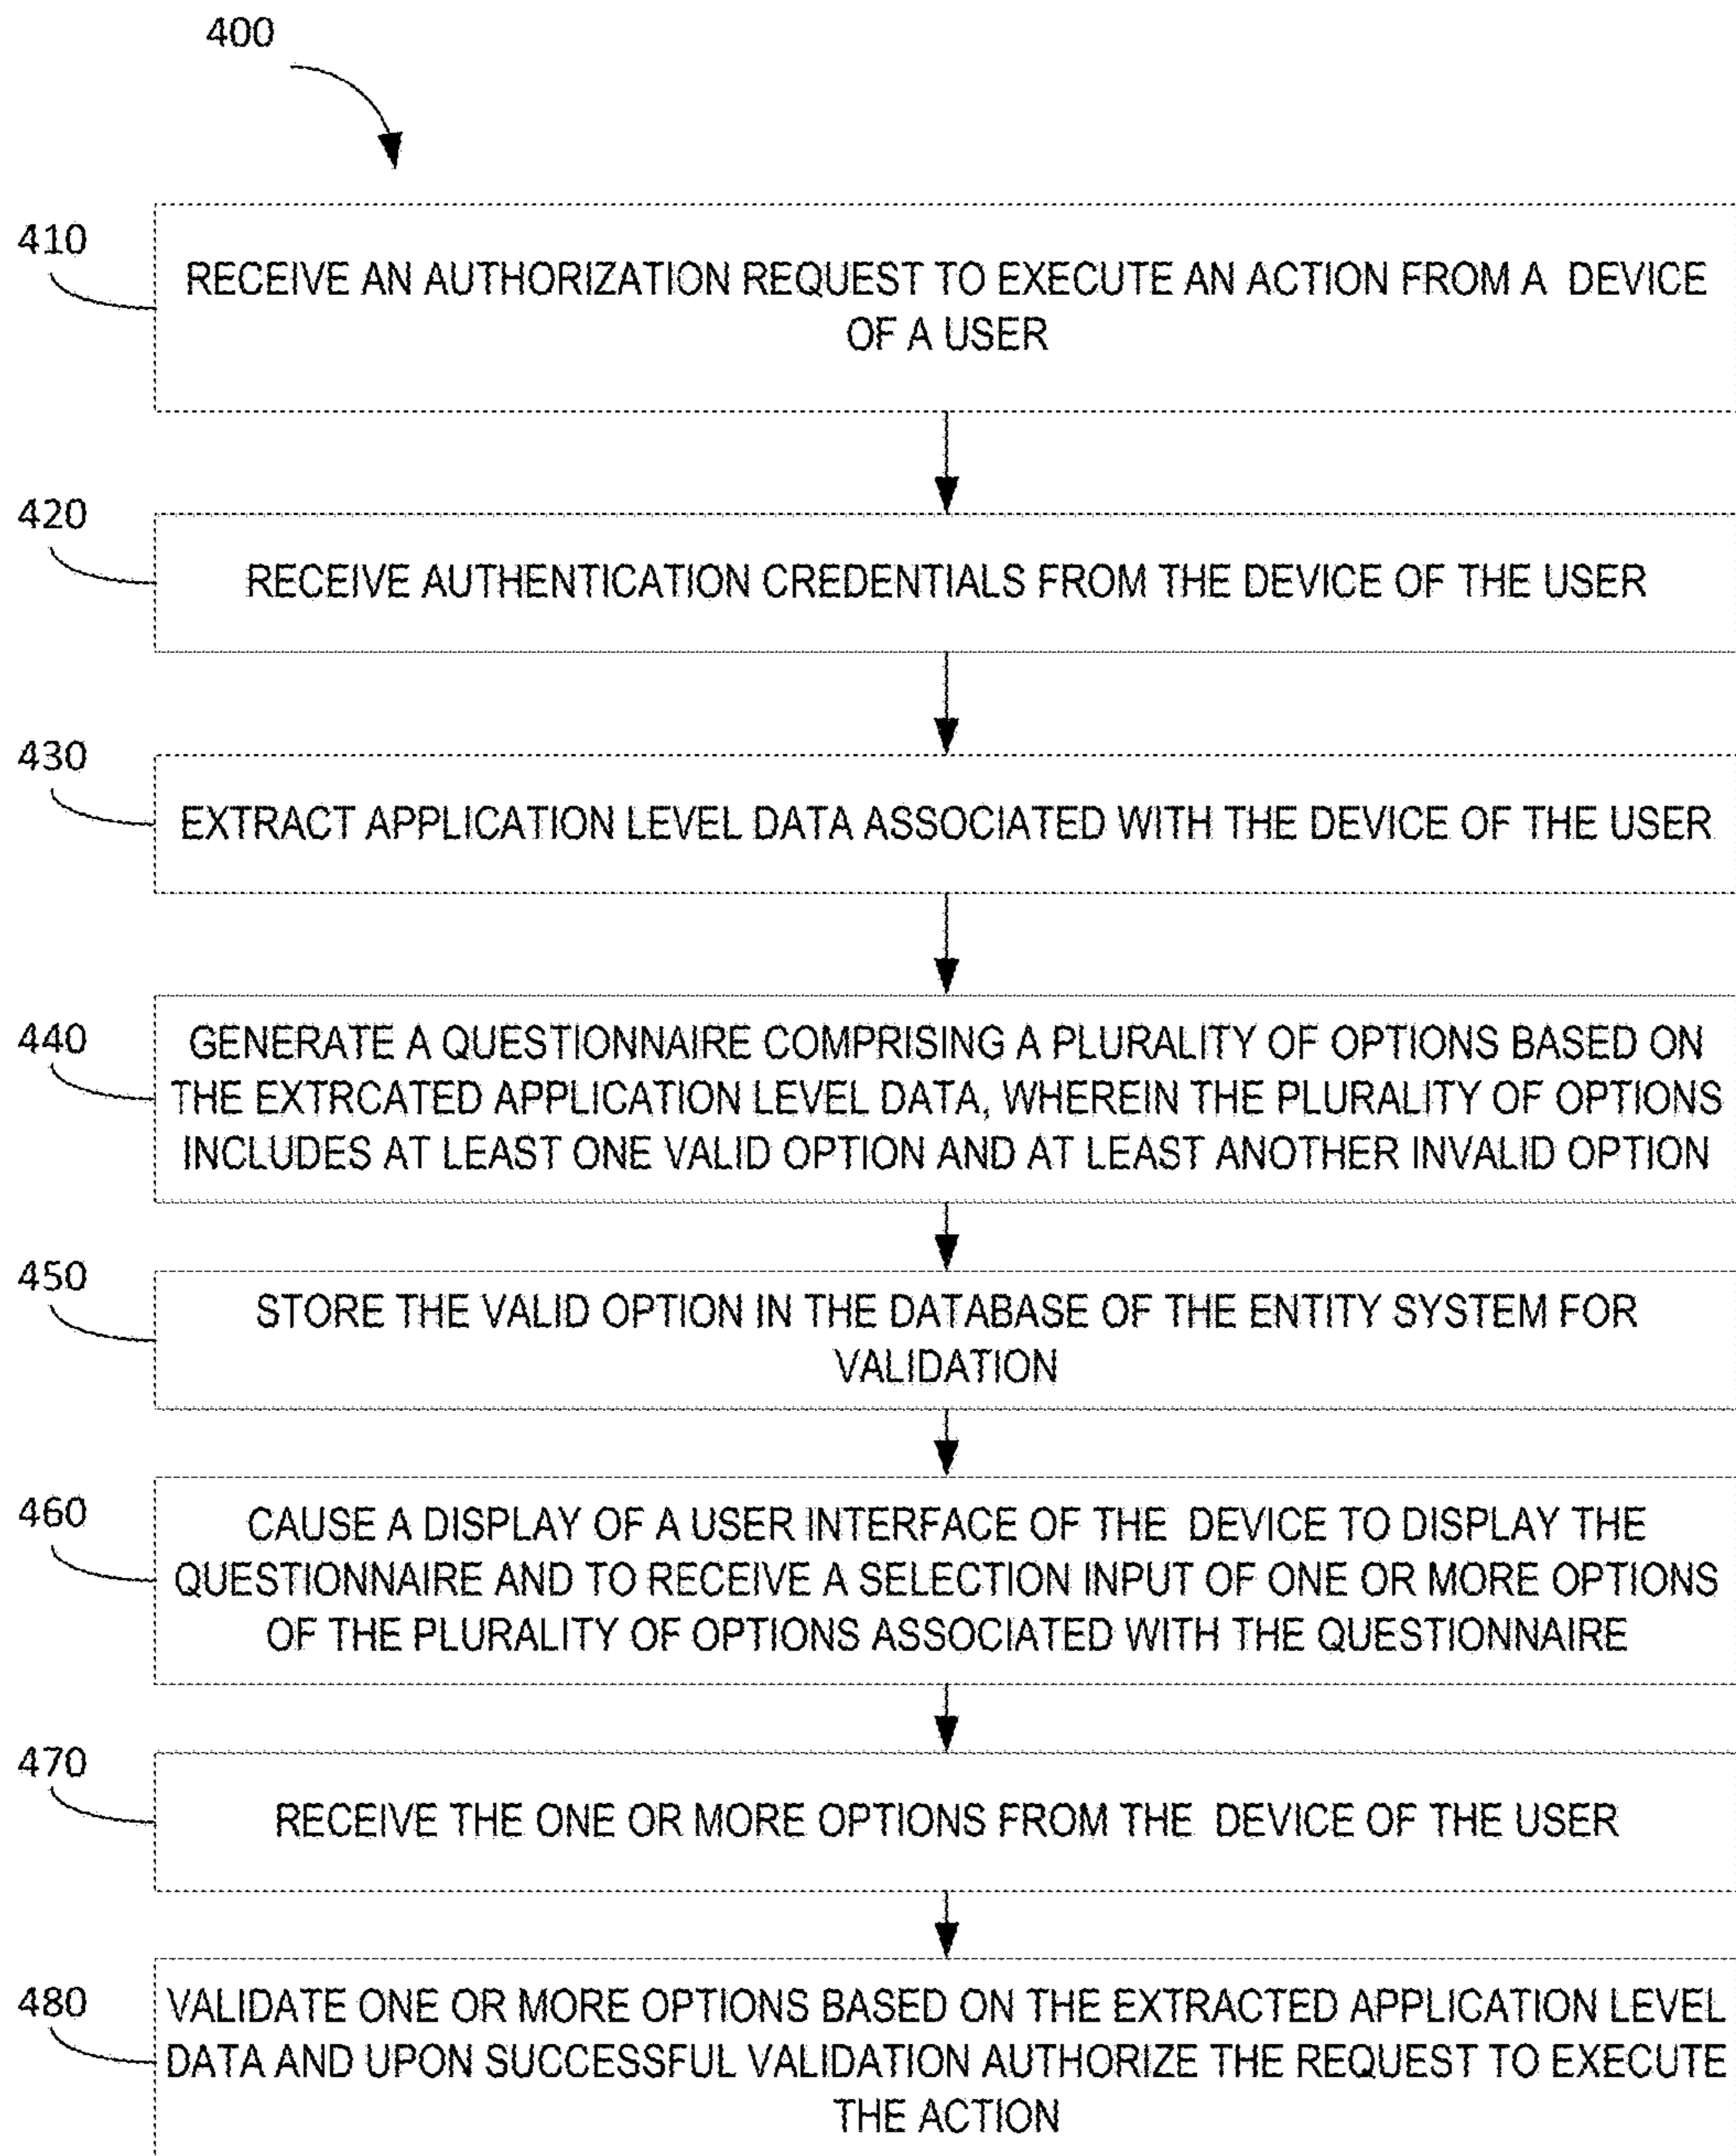 400
410
RECEIVE AN AUTHORIZATION REQUEST TO EXECUTE AN ACTION FROM A DEVICE
OF A USER
420
RECEIVE AUTHENTICATION CREDENTIALS FROM THE DEVICE OF THE USER
430
EXTRACT APPLICATION LEVEL DATA ASSOCIATED WITH THE DEVICE OF THE USER
440
GENERATE A QUESTIONNAIRE COMPRISING A PLURALITY OF OPTIONS BASED ON
THE EXTRCATED APPLICATION LEVEL DATA, WHEREIN THE PLURALITY OF OPTIONS
INCLUDES AT LEAST ONE VALID OPTION AND AT LEAST ANOTHER INVALID OPTION
450
STORE THE VALID OPTION IN THE DATABASE OF THE ENTITY SYSTEM FOR
VALIDATION
460
CAUSE A DISPLAY OF A USER INTERFACE OF THE DEVICE TO DISPLAY THE
QUESTIONNAIRE AND TO RECEIVE A SELECTION INPUT OF ONE OR MORE OPTIONS
OF THE PLURALITY OF OPTIONS ASSOCIATED WITH THE QUESTIONNAIRE
470
RECEIVE THE ONE OR MORE OPTIONS FROM THE DEVICE OF THE USER
480
VALIDATE ONE OR MORE OPTIONS BASED ON THE EXTRACTED APPLICATION LEVEL
DATA AND UPON SUCCESSFUL VALIDATION AUTHORIZE THE REQUEST TO EXECUTE
THE ACTION